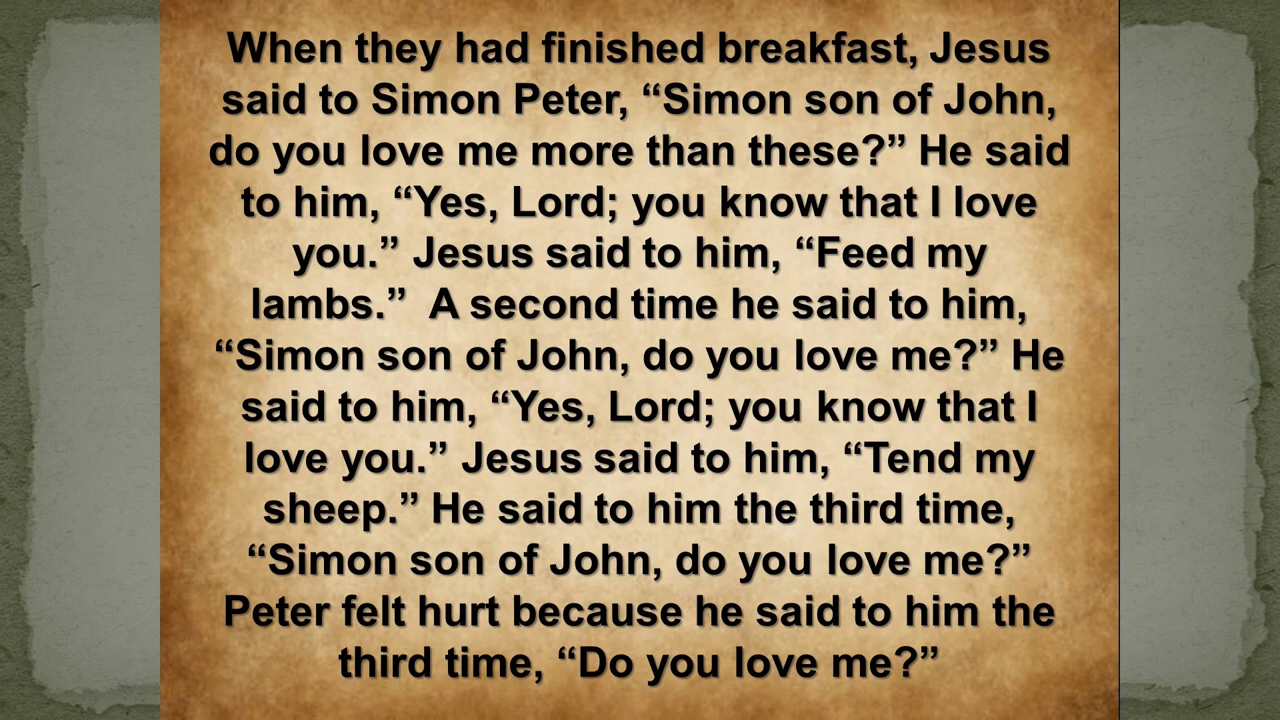 When they had finished breakfast, Jesus
said to Simon Peter, “Simon son of John,
do you love me more than these?” He said
to him, “Yes, Lord; you know that I love
you.” Jesus said to him, “Feed my
lambs.”  A second time he said to him,
“Simon son of John, do you love me?” He
said to him, “Yes, Lord; you know that I
love you.” Jesus said to him, “Tend my
sheep.” He said to him the third time,
“Simon son of John, do you love me?”
Peter felt hurt because he said to him the
third time, “Do you love me?”